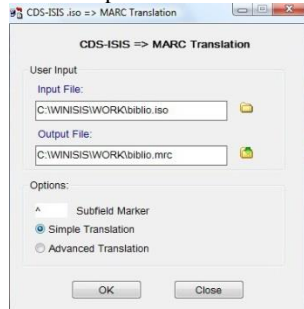 CDS-ISIS .iso => MARC Translation
CDS-ISIS => MARC Translation
User Input
Input File:
C:\WINISIS\WORK\biblio.iso
Output File:
C:\WINISIS\WORK\biblio.mrc
Options:
^ Subfield Marker
Simple Translation
Advanced Translation
OK Close